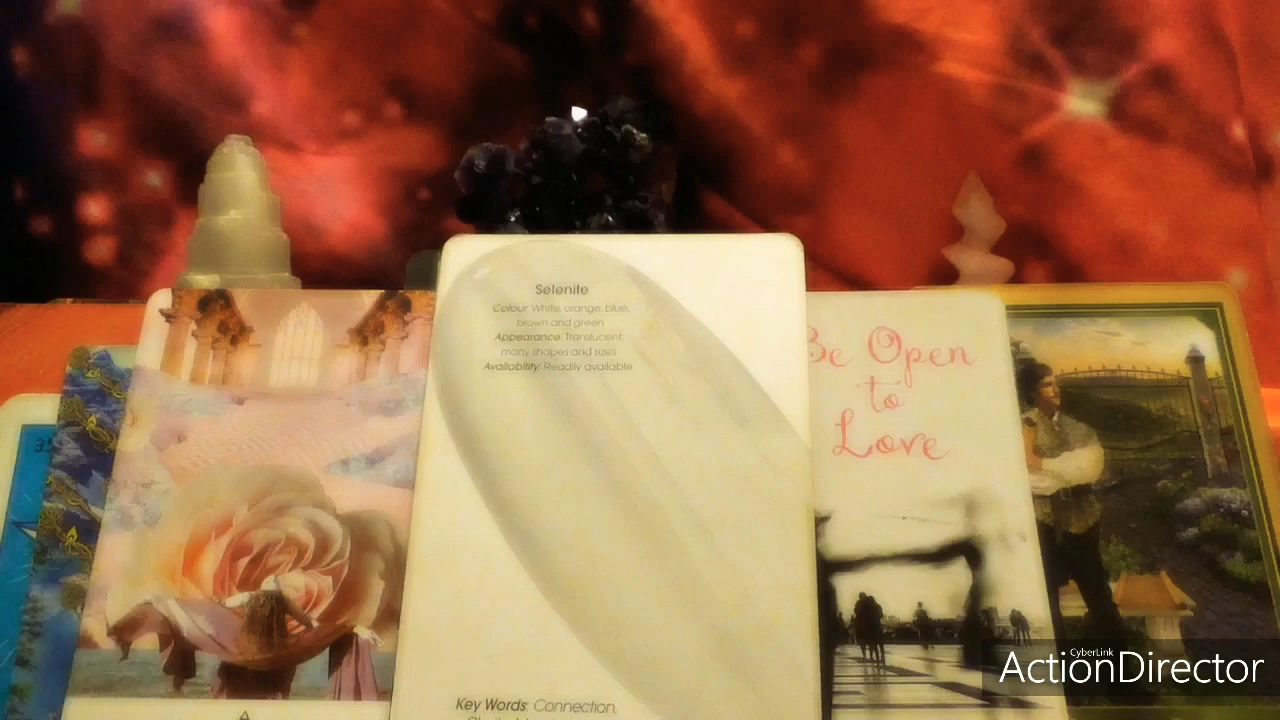 Selenite
Colour: White, orange, blue,
brown and green
Appearance: Translucent,
many shapes and sizes
Availability: Readily available
Key Words: Connection,
Be Open
to
Love
CyberLink
ActionDirector